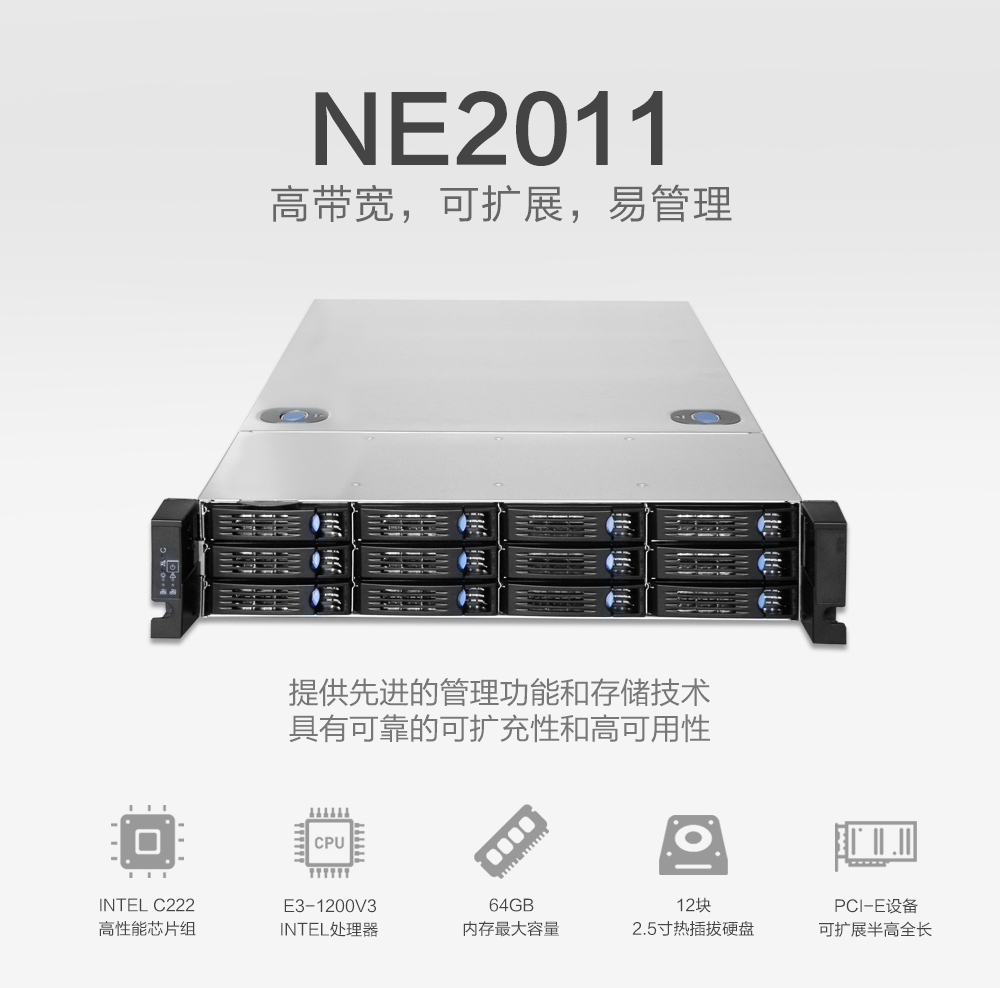 NE2011
高带宽，可扩展，易管理
提供先进的管理功能和存储技术
具有可靠的可扩充性和高可用性
CPU
INTEL C222
高性能芯片组
E3-1200V3
INTEL处理器
64GB
内存最大容量
12块
2.5寸热插拔硬盘
PCI-E设备
可扩展半高全长